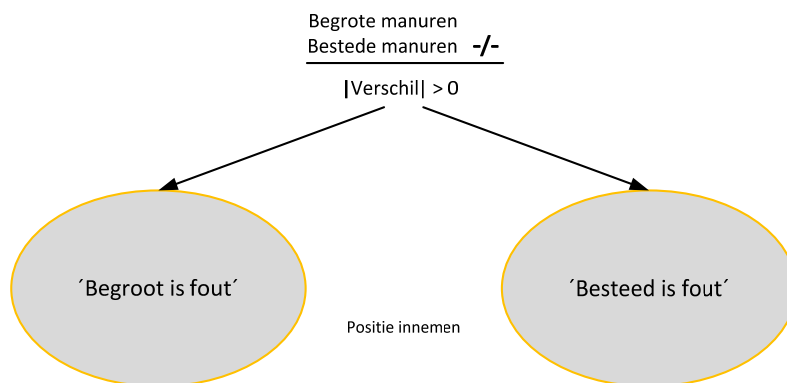 Begrote manuren
Bestede manuren -/-
|Verschil| > 0
´Begroot is fout´
´Besteed is fout´
Positie innemen